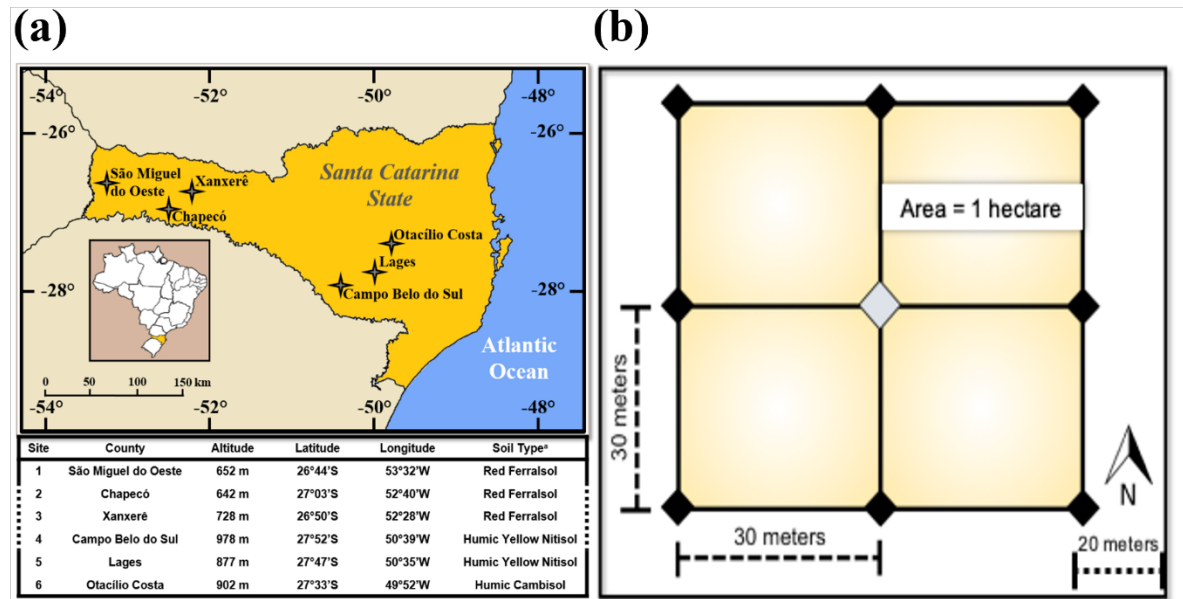 (a)
(b)
-54°
-52°
-50°
-48°
-26°
-26°
São Miguel
do Oeste
Xanxerê
Chapecó
Santa Catarina
State
Otacílio Costa
Lages
Campo Belo do Sul
-28°
-28°
Atlantic
Ocean
0 50 100 150 km
-54°
-52°
-50°
-48°
Site County Altitude Latitude Longitude Soil Typeª
1 São Miguel do Oeste 652 m 26°44'S 53°32'W Red Ferralsol
2 Chapecó 642 m 27°03'S 52°40'W Red Ferralsol
3 Xanxerê 728 m 26°50'S 52°28'W Red Ferralsol
4 Campo Belo do Sul 978 m 27°52'S 50°39'W Humic Yellow Nitisol
5 Lages 877 m 27°47'S 50°35'W Humic Yellow Nitisol
6 Otacílio Costa 902 m 27°33'S 49°52'W Humic Cambisol
Area = 1 hectare
30 meters
30 meters
N
20 meters